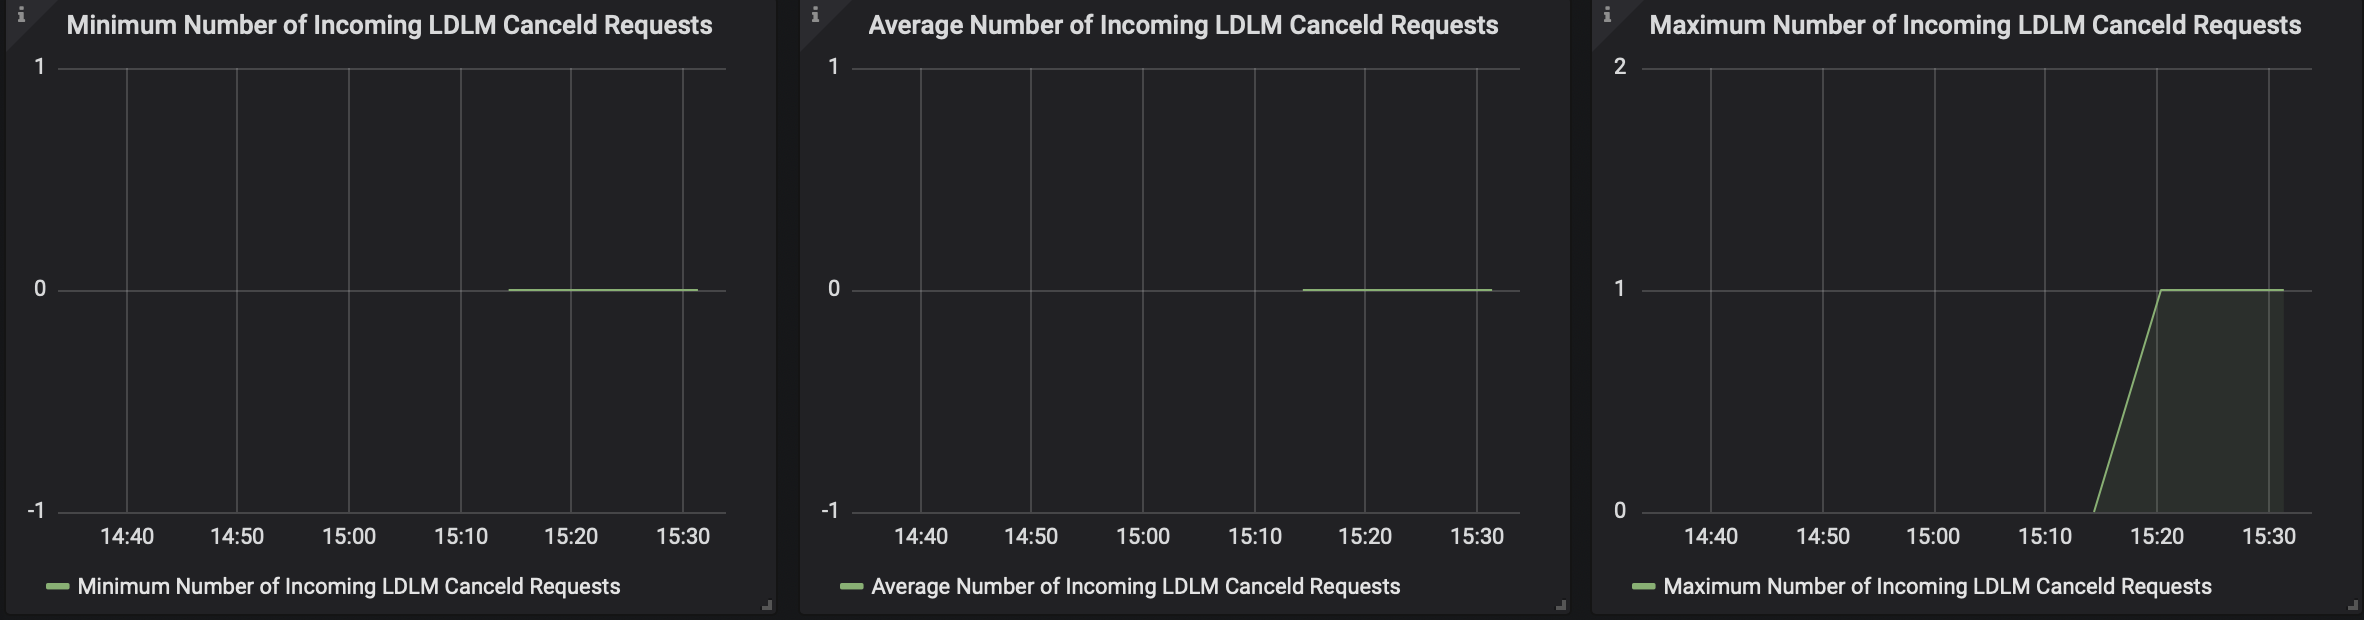 Minimum Number of Incoming LDLM Canceld Requests
1
0
-1
14:40 14:50 15:00 15:10 15:20 15:30
Minimum Number of Incoming LDLM Canceld Requests
Average Number of Incoming LDLM Canceld Requests
1
0
-1
14:40 14:50 15:00 15:10 15:20 15:30
Average Number of Incoming LDLM Canceld Requests
Maximum Number of Incoming LDLM Canceld Requests
2
1
0
14:40 14:50 15:00 15:10 15:20 15:30
Maximum Number of Incoming LDLM Canceld Requests